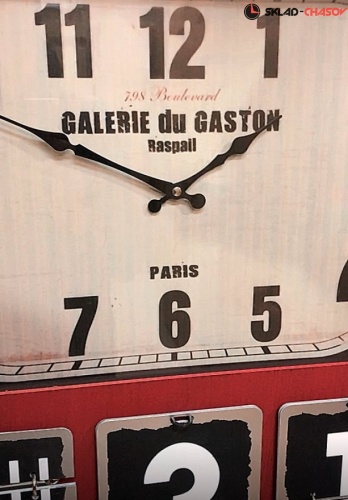 SKLAD-CHASOV
11 12 1
798 Boulevard
GALERIE du GASTON
Raspail
PARIS
7 6 5